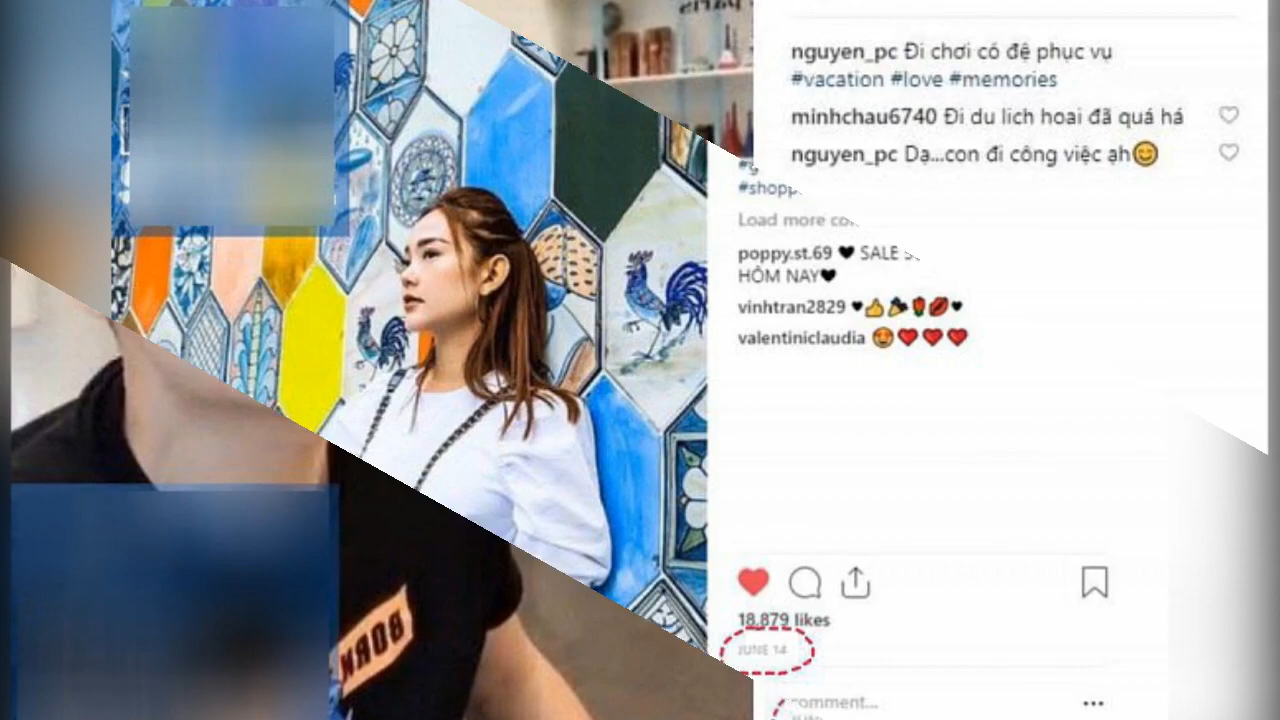 nguyen_pc Đi chơi có đệ phục vụ
#vacation #love #memories
minhchau6740 Đi du lich hoai đã quá há
nguyen_pc Dạ...con đi công việc ạh😊
Load more
poppy.st.69 🖤 SALE
HÔM NAY🖤
vinhtran2829 🖤👍🎉🌹💋🖤
valentiniclaudia 😍❤️❤️❤️
18,879 likes
JUNE 14
comment...
BORN